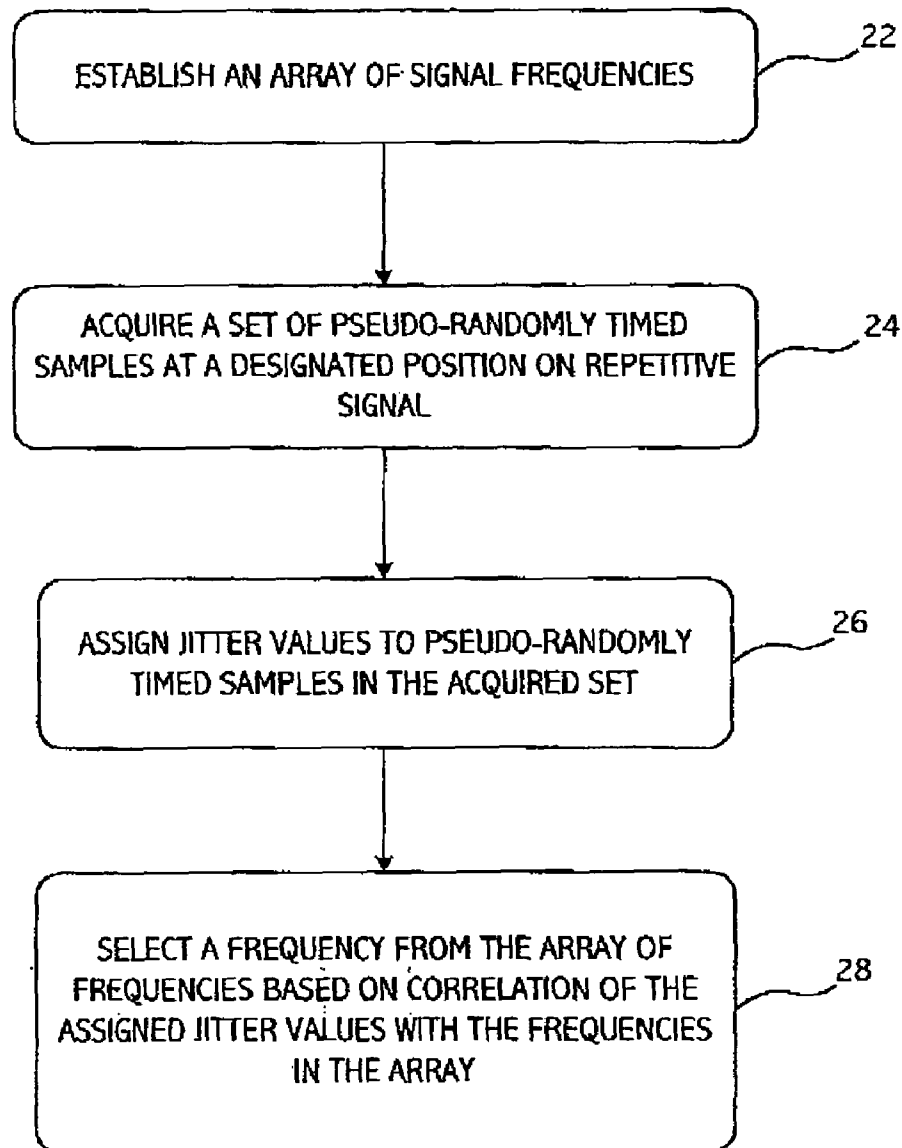 22
ESTABLISH AN ARRAY OF SIGNAL FREQUENCIES
24
ACQUIRE A SET OF PSEUDO-RANDOMLY TIMED
SAMPLES AT A DESIGNATED POSITION ON REPETITIVE
SIGNAL
26
ASSIGN JITTER VALUES TO PSEUDO-RANDOMLY
TIMED SAMPLES IN THE ACQUIRED SET
28
SELECT A FREQUENCY FROM THE ARRAY OF
FREQUENCIES BASED ON CORRELATION OF THE
ASSIGNED JITTER VALUES WITH THE FREQUENCIES
IN THE ARRAY